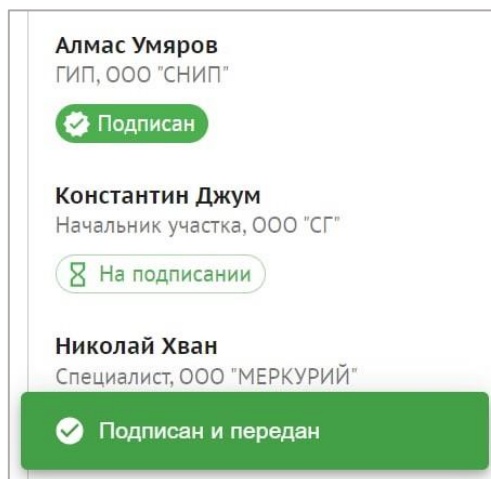 Алмас Умяров
ГИП, ООО "СНИП"
Подписан
Константин Джум
Начальник участка, ООО "СГ"
На подписании
Николай Хван
Специалист, ООО "МЕРКУРИЙ"
Подписан и передан